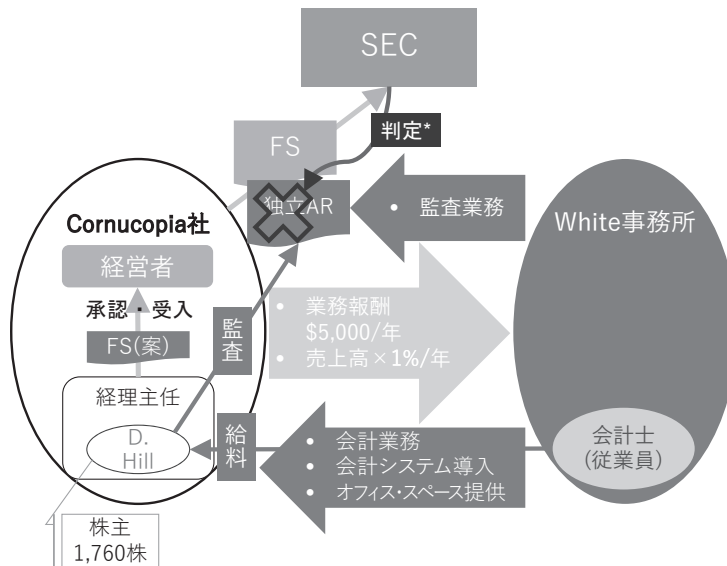 SEC
判定*
FS
独立AR
• 監査業務
White事務所
Cornucopia社
経営者
承認・受入
FS(案)
監査
• 業務報酬
$5,000/年
• 売上高×1%/年
経理主任
D.
Hill
給料
• 会計業務
• 会計システム導入
• オフィス・スペース提供
会計士
(従業員)
株主
1,760株